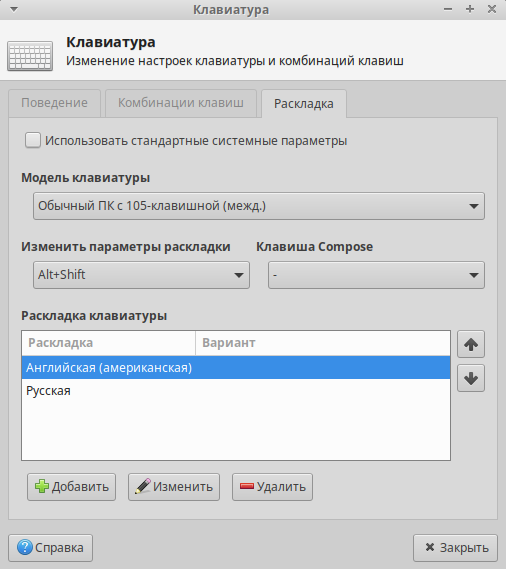 Клавиатура
Клавиатура
Изменение настроек клавиатуры и комбинаций клавиш
Поведение Комбинации клавиш Раскладка
Использовать стандартные системные параметры
Модель клавиатуры
Обычный ПК с 105-клавишной (межд.)
Изменить параметры раскладки Клавиша Compose
Alt+Shift -
Раскладка клавиатуры
Раскладка Вариант
Английская (американская)
Русская
Добавить Изменить Удалить
Справка Закрыть